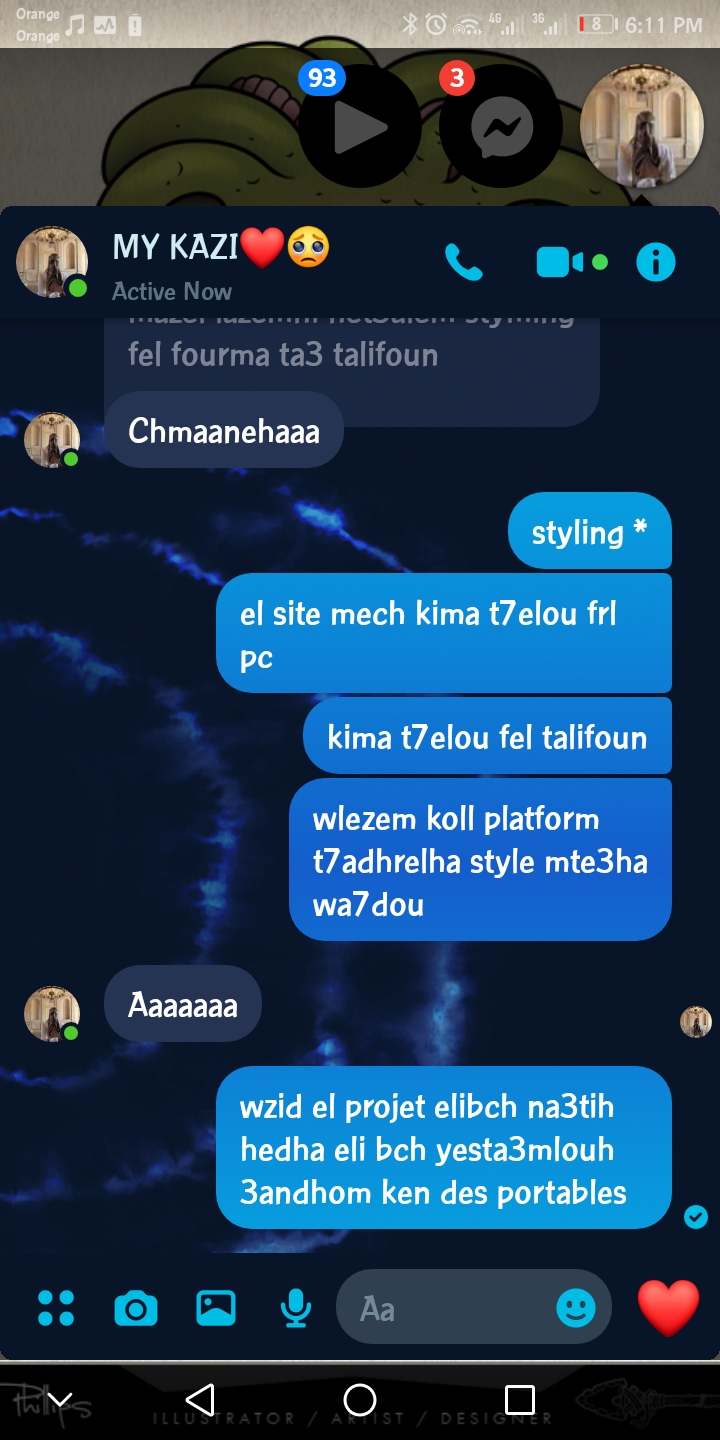 Orange
Orange
4G
3G
8
6:11 PM
93
3
MY KAZI❤️🥺
Active Now
fel fourma ta3 talifoun
Chmaanehaaa
styling *
el site mech kima t7elou frl
pc
kima t7elou fel talifoun
wlezem koll platform
t7adhrelha style mte3ha
wa7dou
Aaaaaaa
wzid el projet elibch na3tih
hedha eli bch yesta3mlouh
3andhom ken des portables
Aa
Phillips
ILLUSTRATOR / ARTIST / DESIGNER